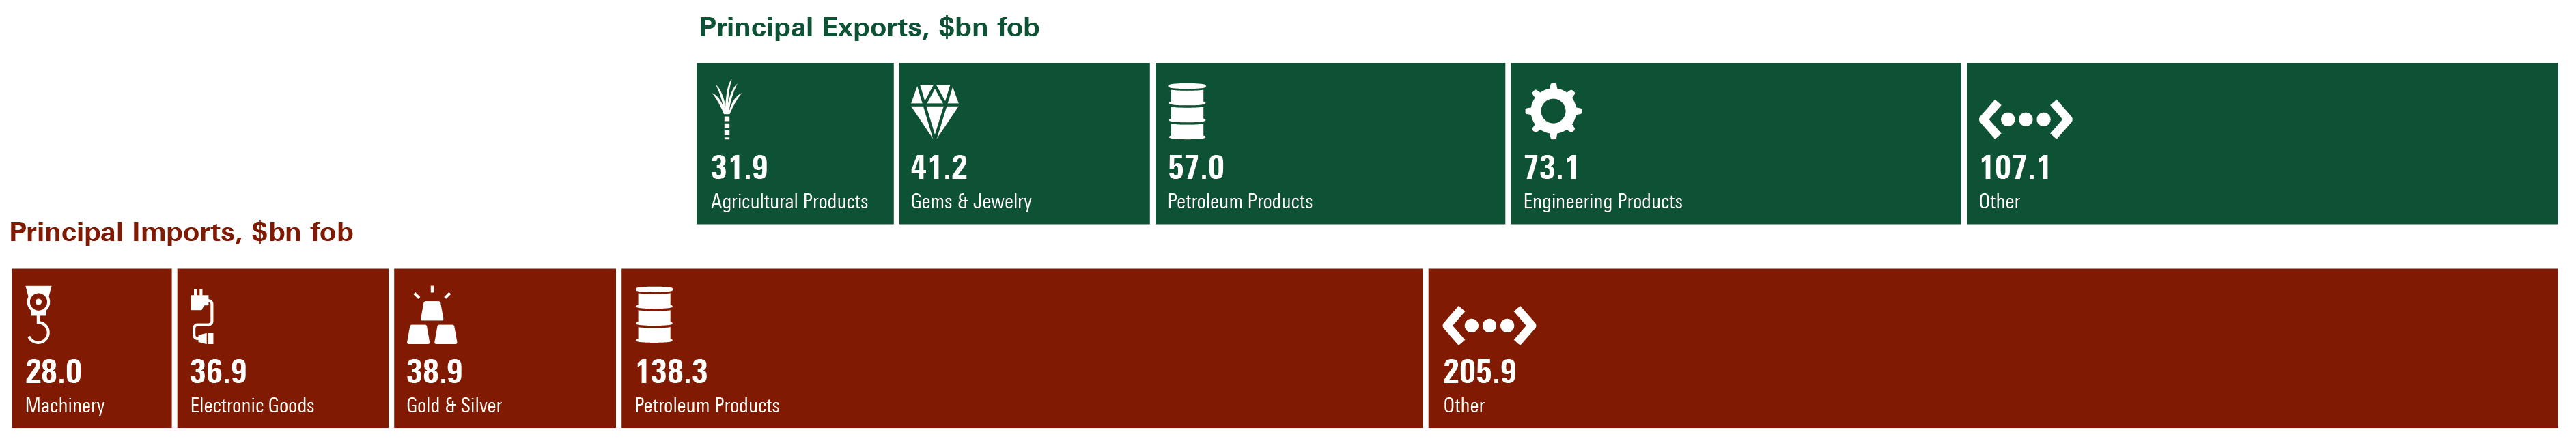 Principal Exports, $bn fob
31.9
Agricultural Products
41.2
Gems & Jewelry
57.0
Petroleum Products
73.1
Engineering Products
107.1
Other
Principal Imports, $bn fob
28.0
Machinery
36.9
Electronic Goods
38.9
Gold & Silver
138.3
Petroleum Products
205.9
Other